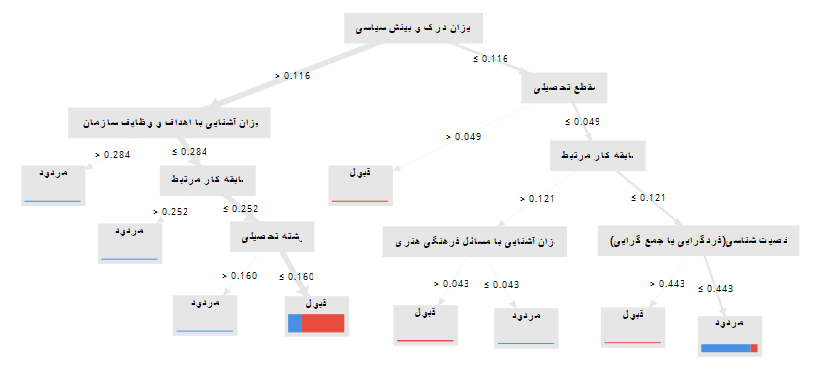 یزان درک و بینش سیاسی
> 0.116
≤ 0.116
قطع تحصیلی
یزان آشنایی با اهداف و وظایف سازمان
> 0.049
≤ 0.049
> 0.284
≤ 0.284
ابقه کار مرتبط
مردود
ابقه کار مرتبط
قبول
> 0.252
≤ 0.252
> 0.121
≤ 0.121
مردود
رشته تحصیلی
زان آشنایی با مسائل فرهنگی هنری
خصیت شناسی(فردگرایی یا جمع گرایی)
> 0.160
≤ 0.160
> 0.043
≤ 0.043
> 0.443
≤ 0.443
مردود
قبول
قبول
مردود
قبول
مردود